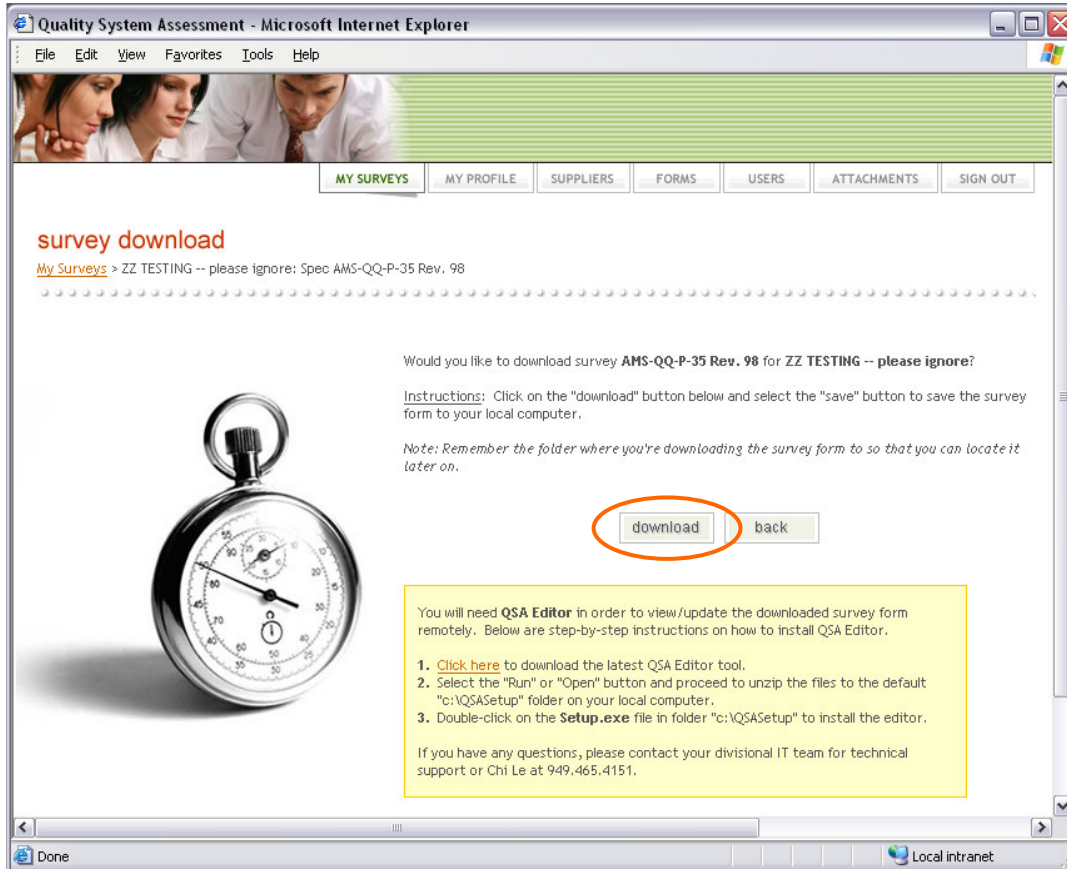 Quality System Assessment - Microsoft Internet Explorer
File Edit View Favorites Tools Help
MY SURVEYS MY PROFILE SUPPLIERS FORMS USERS ATTACHMENTS SIGN OUT
survey download
My Surveys > ZZ TESTING -- please ignore: Spec AMS-QQ-P-35 Rev. 98
Would you like to download survey AMS-QQ-P-35 Rev. 98 for ZZ TESTING -- please ignore?
Instructions: Click on the "download" button below and select the "save" button to save the survey
form to your local computer.
Note: Remember the folder where you're downloading the survey form to so that you can locate it
later on.
download back
You will need QSA Editor in order to view/update the downloaded survey form
remotely. Below are step-by-step instructions on how to install QSA Editor.
1. Click here to download the latest QSA Editor tool.
2. Select the "Run" or "Open" button and proceed to unzip the files to the default
"c:\QSASetup" folder on your local computer.
3. Double-click on the Setup.exe file in folder "c:\QSASetup" to install the editor.
If you have any questions, please contact your divisional IT team for technical
support or Chi Le at 949.465.4151.
Done Local intranet